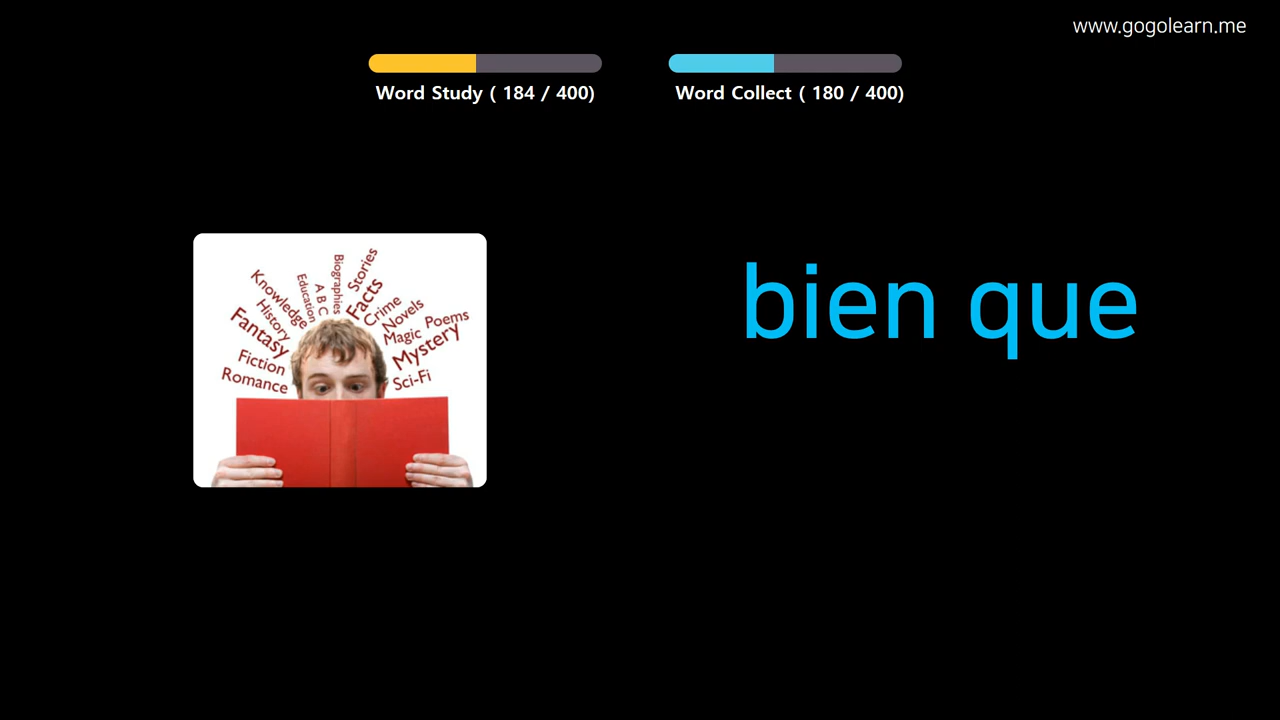 www.gogolearn.me
Word Study ( 184 / 400)
Word Collect ( 180 / 400)
bien que
Knowledge
History
Fantasy
Fiction
Romance
Education
A B C
Biographies
Stories
Facts
Crime
Novels
Magic
Poems
Mystery
Sci-Fi